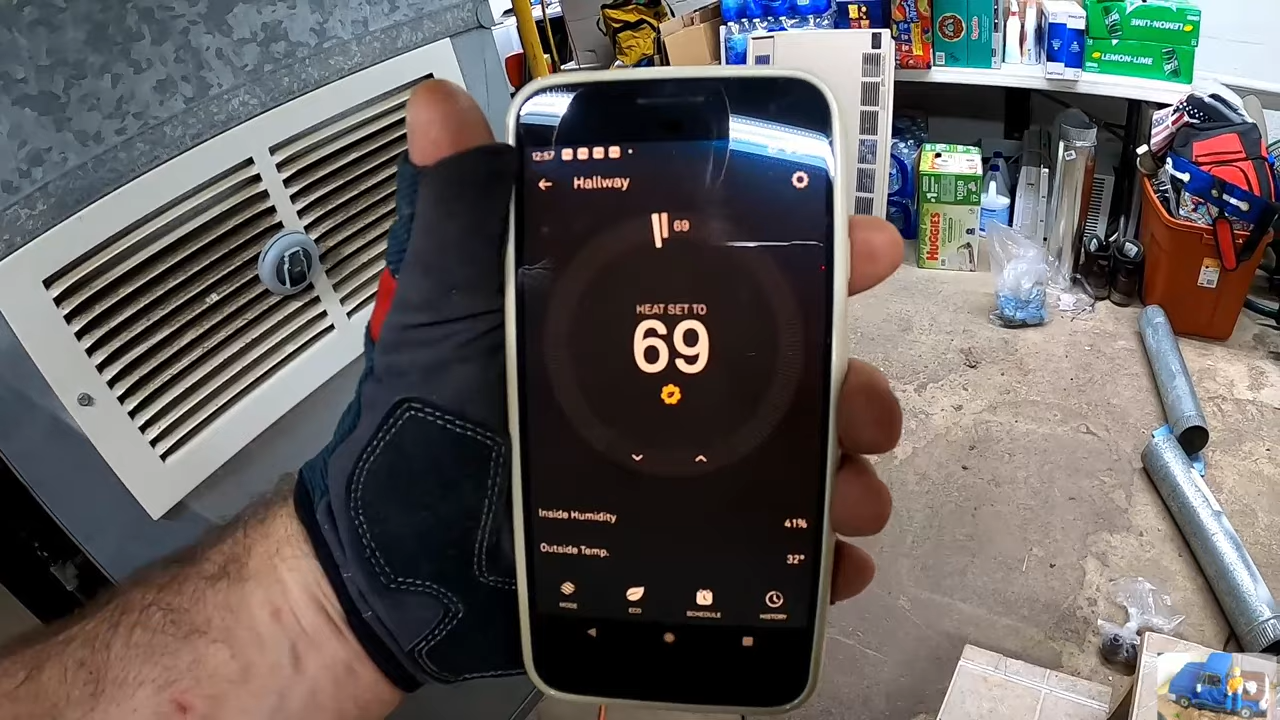 12:57
Hallway
69
HEAT SET TO
69
Inside Humidity
41%
Outside Temp.
32°
MODE
ECO
SCHEDULE
HISTORY
LEMON-LIME
LEMON-LIME
HUGGIES
1088